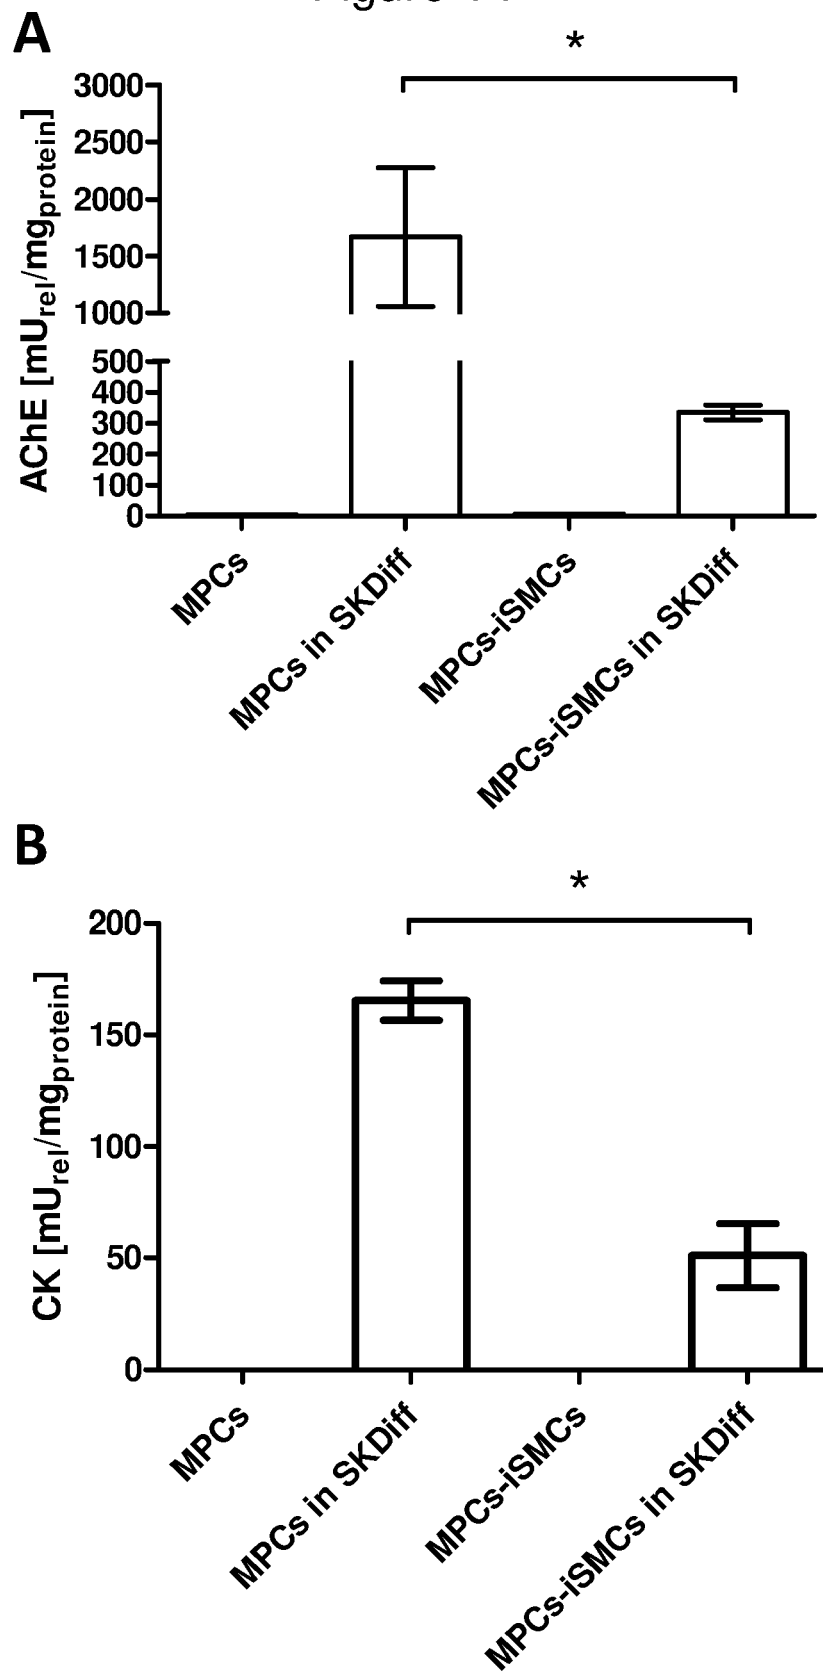 A
*
3000
2500
2000
1500
1000
500
400
300
200
100
0
AChE [mUrel/mgprotein]
MPCs
MPCs in SKDiff
MPCs-iSMCs
MPCs-iSMCs in SKDiff
B
*
200
150
100
50
0
CK [mUrel/mgprotein]
MPCs
MPCs in SKDiff
MPCs-iSMCs
MPCs-iSMCs in SKDiff